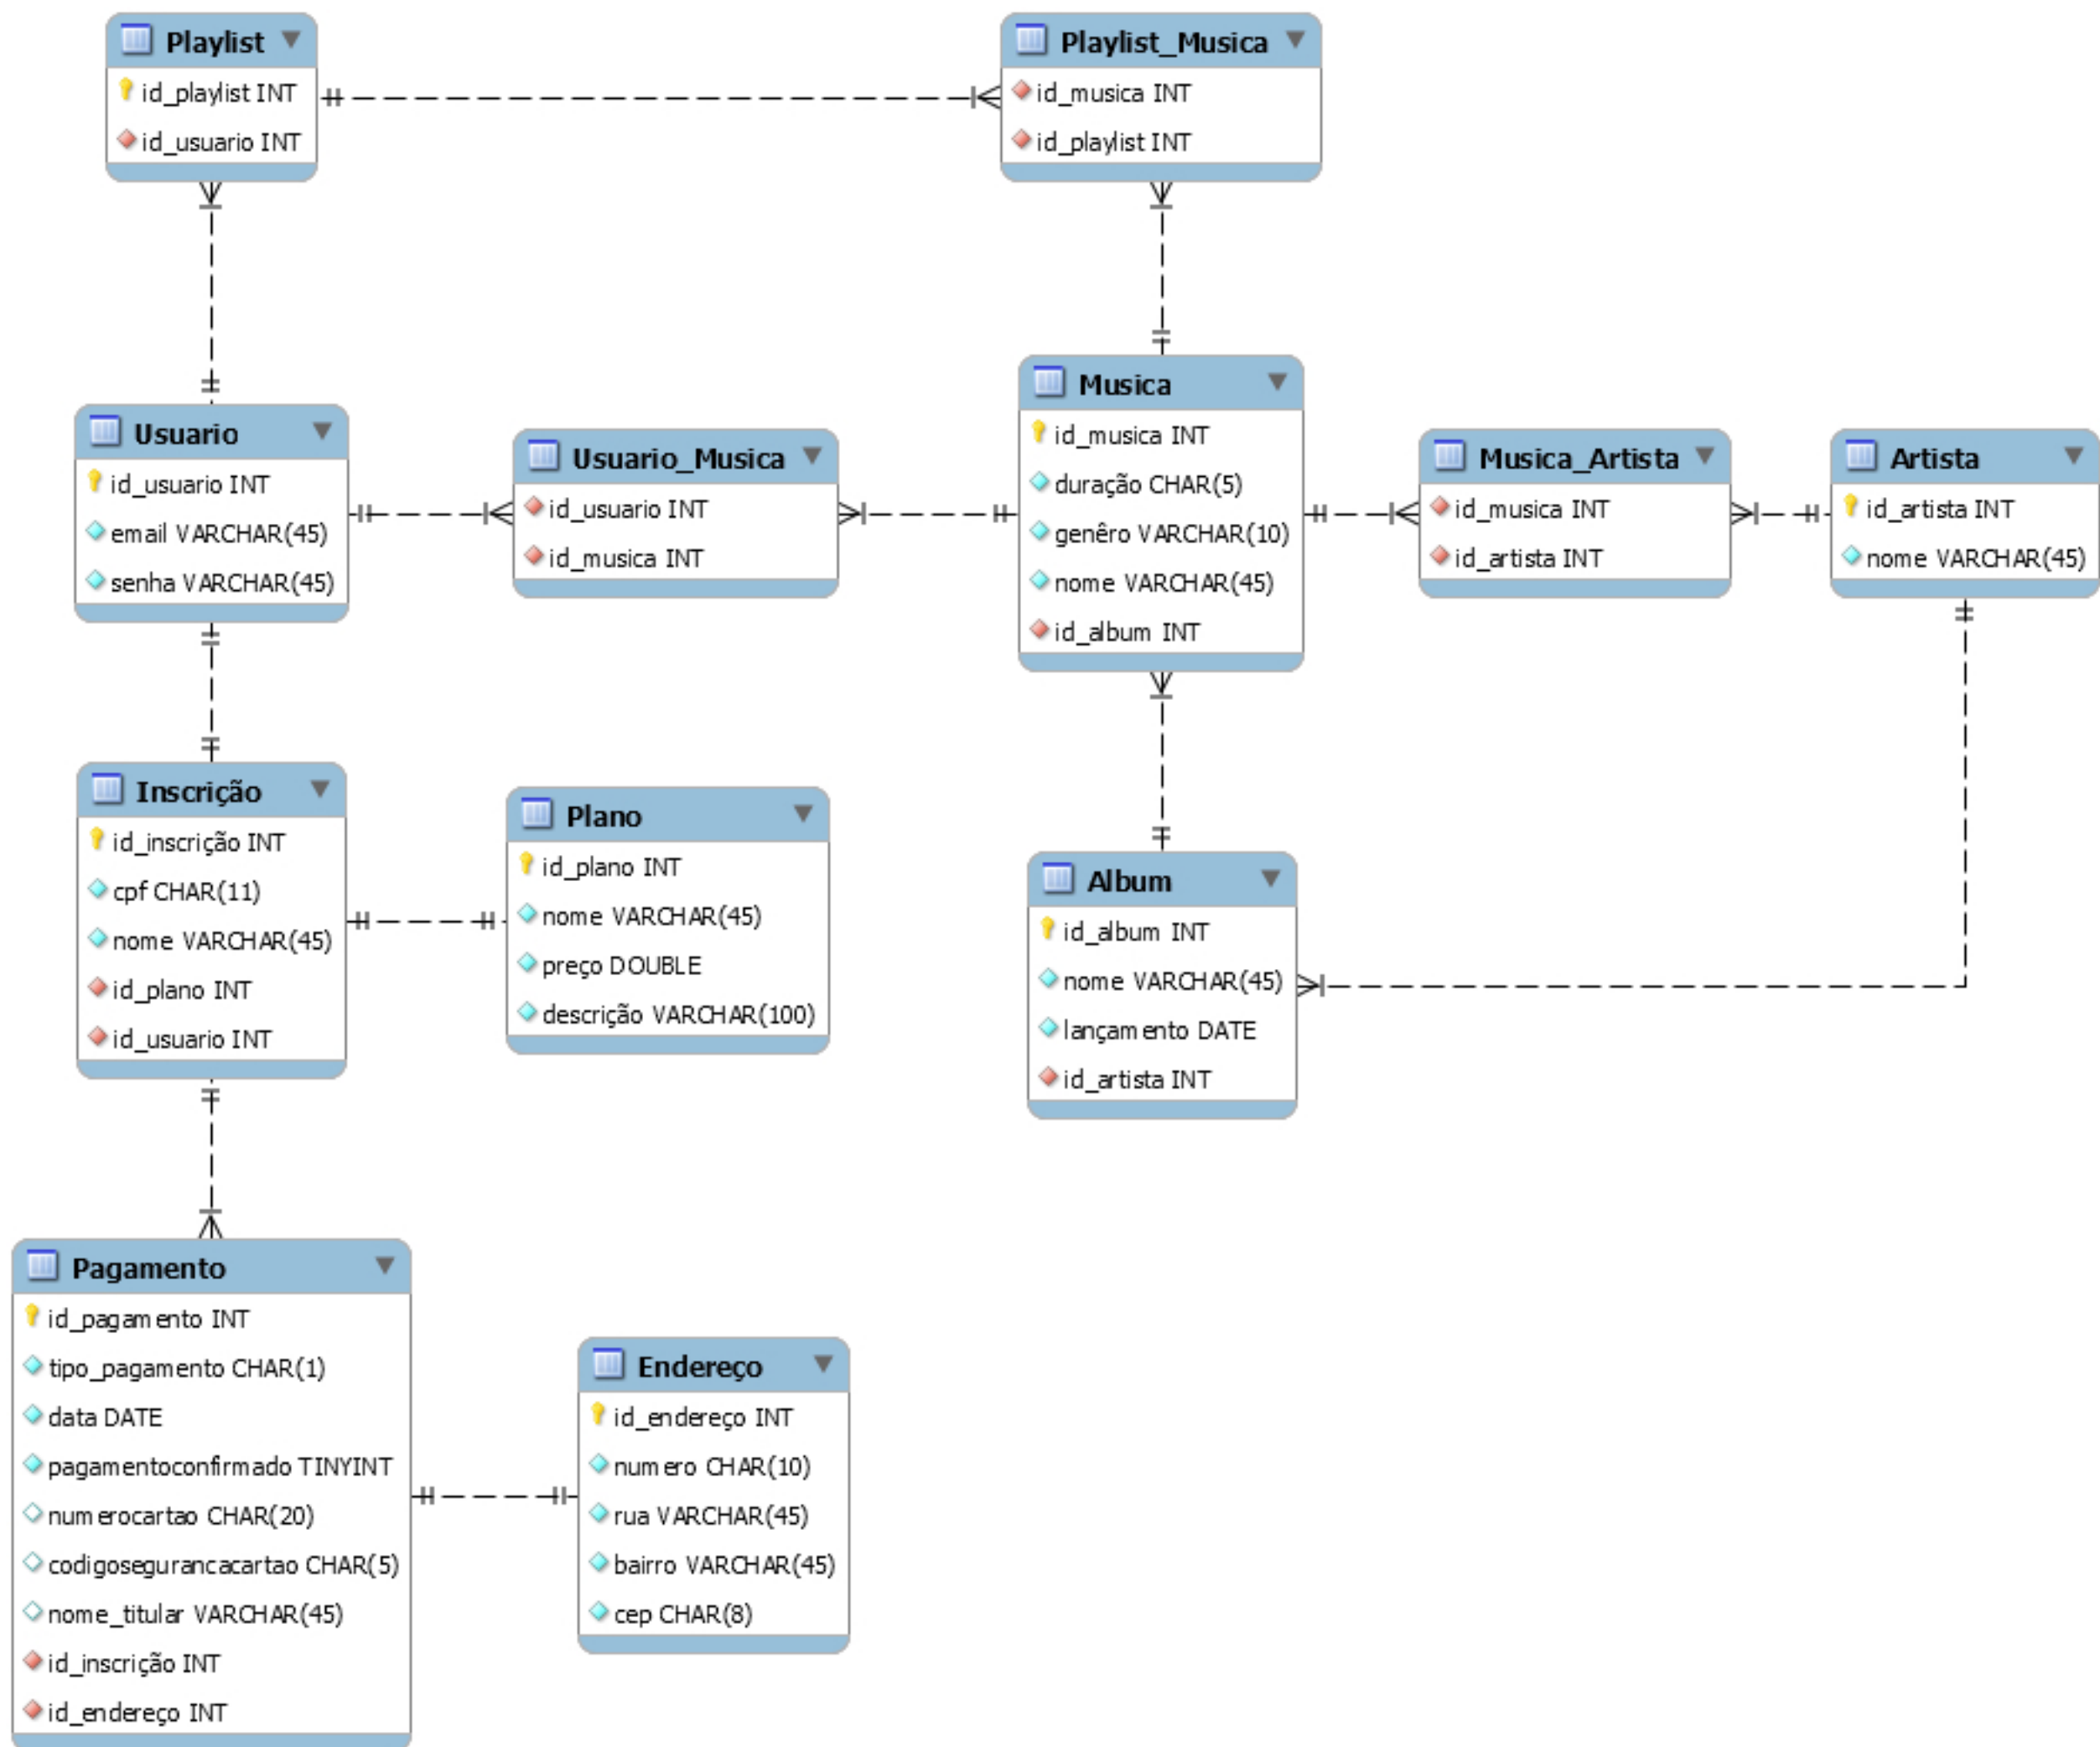 Playlist
id_playlist INT
id_usuario INT
Playlist_Musica
id_musica INT
id_playlist INT
Usuario
id_usuario INT
email VARCHAR(45)
senha VARCHAR(45)
Usuario_Musica
id_usuario INT
id_musica INT
Musica
id_musica INT
duração CHAR(5)
genêro VARCHAR(10)
nome VARCHAR(45)
id_album INT
Musica_Artista
id_musica INT
id_artista INT
Artista
id_artista INT
nome VARCHAR(45)
Inscrição
id_inscrição INT
cpf CHAR(11)
nome VARCHAR(45)
id_plano INT
id_usuario INT
Plano
id_plano INT
nome VARCHAR(45)
preço DOUBLE
descrição VARCHAR(100)
Album
id_album INT
nome VARCHAR(45)
lançamento DATE
id_artista INT
Pagamento
id_pagamento INT
tipo_pagamento CHAR(1)
data DATE
pagamentoconfirmado TINYINT
numerocartao CHAR(20)
codigosegurancacartao CHAR(5)
nome_titular VARCHAR(45)
id_inscrição INT
id_endereço INT
Endereço
id_endereço INT
numero CHAR(10)
rua VARCHAR(45)
bairro VARCHAR(45)
cep CHAR(8)